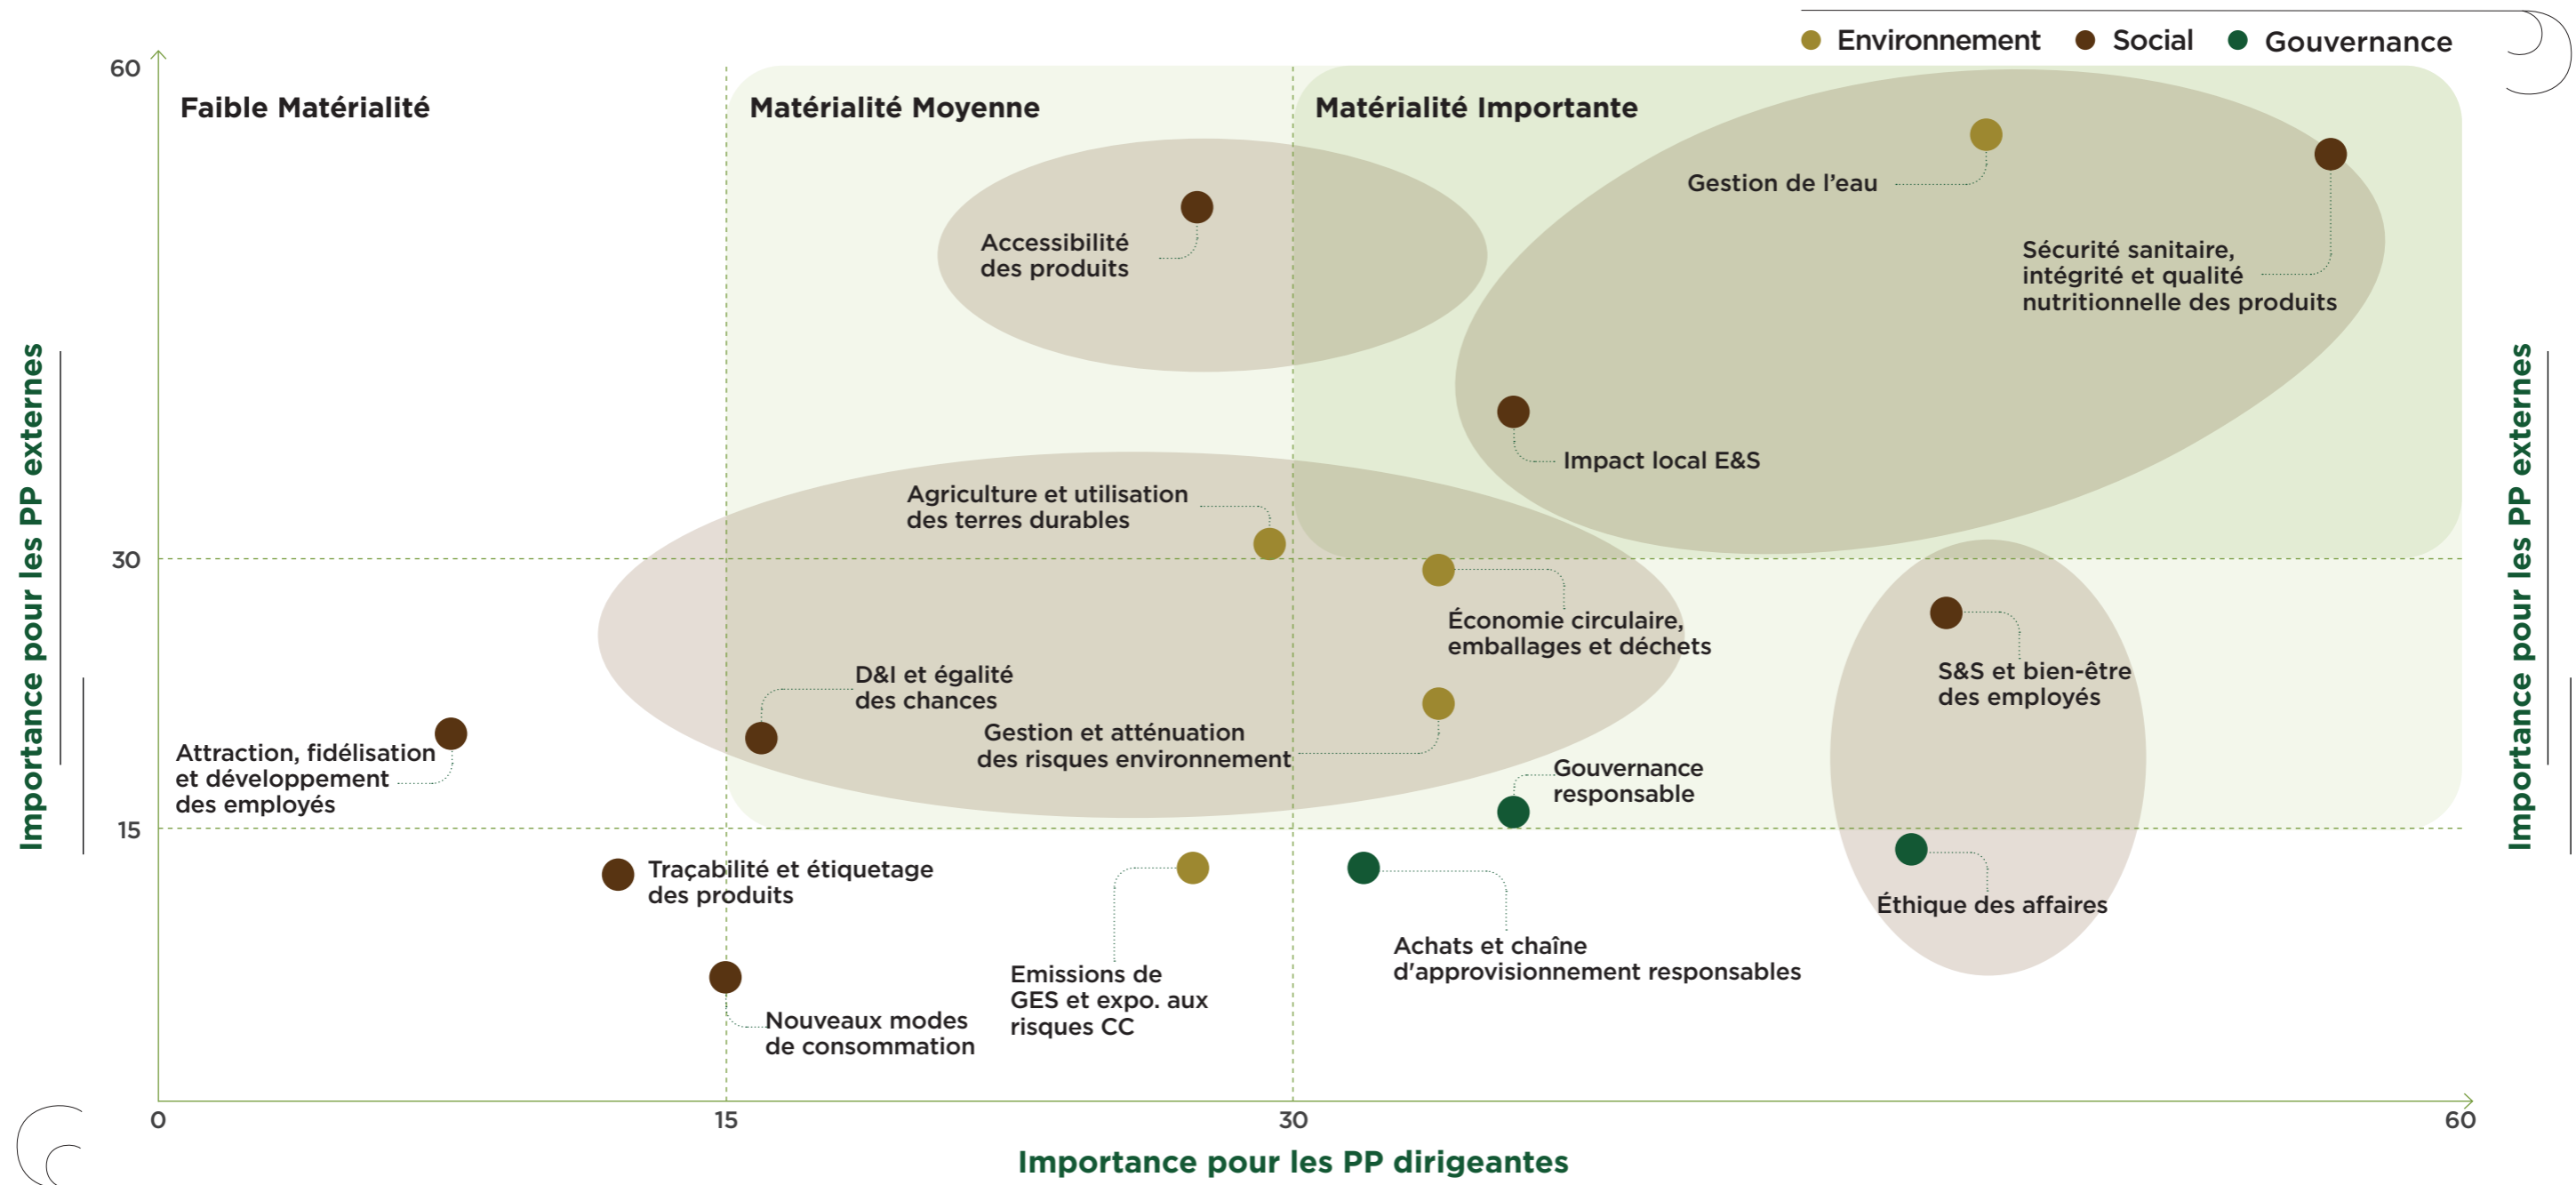 Environnement
Social
Gouvernance
60
Faible Matérialité
Matérialité Moyenne
Matérialité Importante
Gestion de l’eau
Accessibilité
des produits
Sécurité sanitaire,
intégrité et qualité
nutritionnelle des produits
Importance pour les PP externes
Importance pour les PP externes
Impact local E&S
Agriculture et utilisation
des terres durables
30
Économie circulaire,
emballages et déchets
D&I et égalité
des chances
S&S et bien-être
des employés
Gestion et atténuation
des risques environnement
Attraction, fidélisation
et développement
des employés
Gouvernance
responsable
15
Traçabilité et étiquetage
des produits
Éthique des affaires
Achats et chaîne
d'approvisionnement responsables
Emissions de
GES et expo. aux
risques CC
Nouveaux modes
de consommation
0
15
30
60
Importance pour les PP dirigeantes